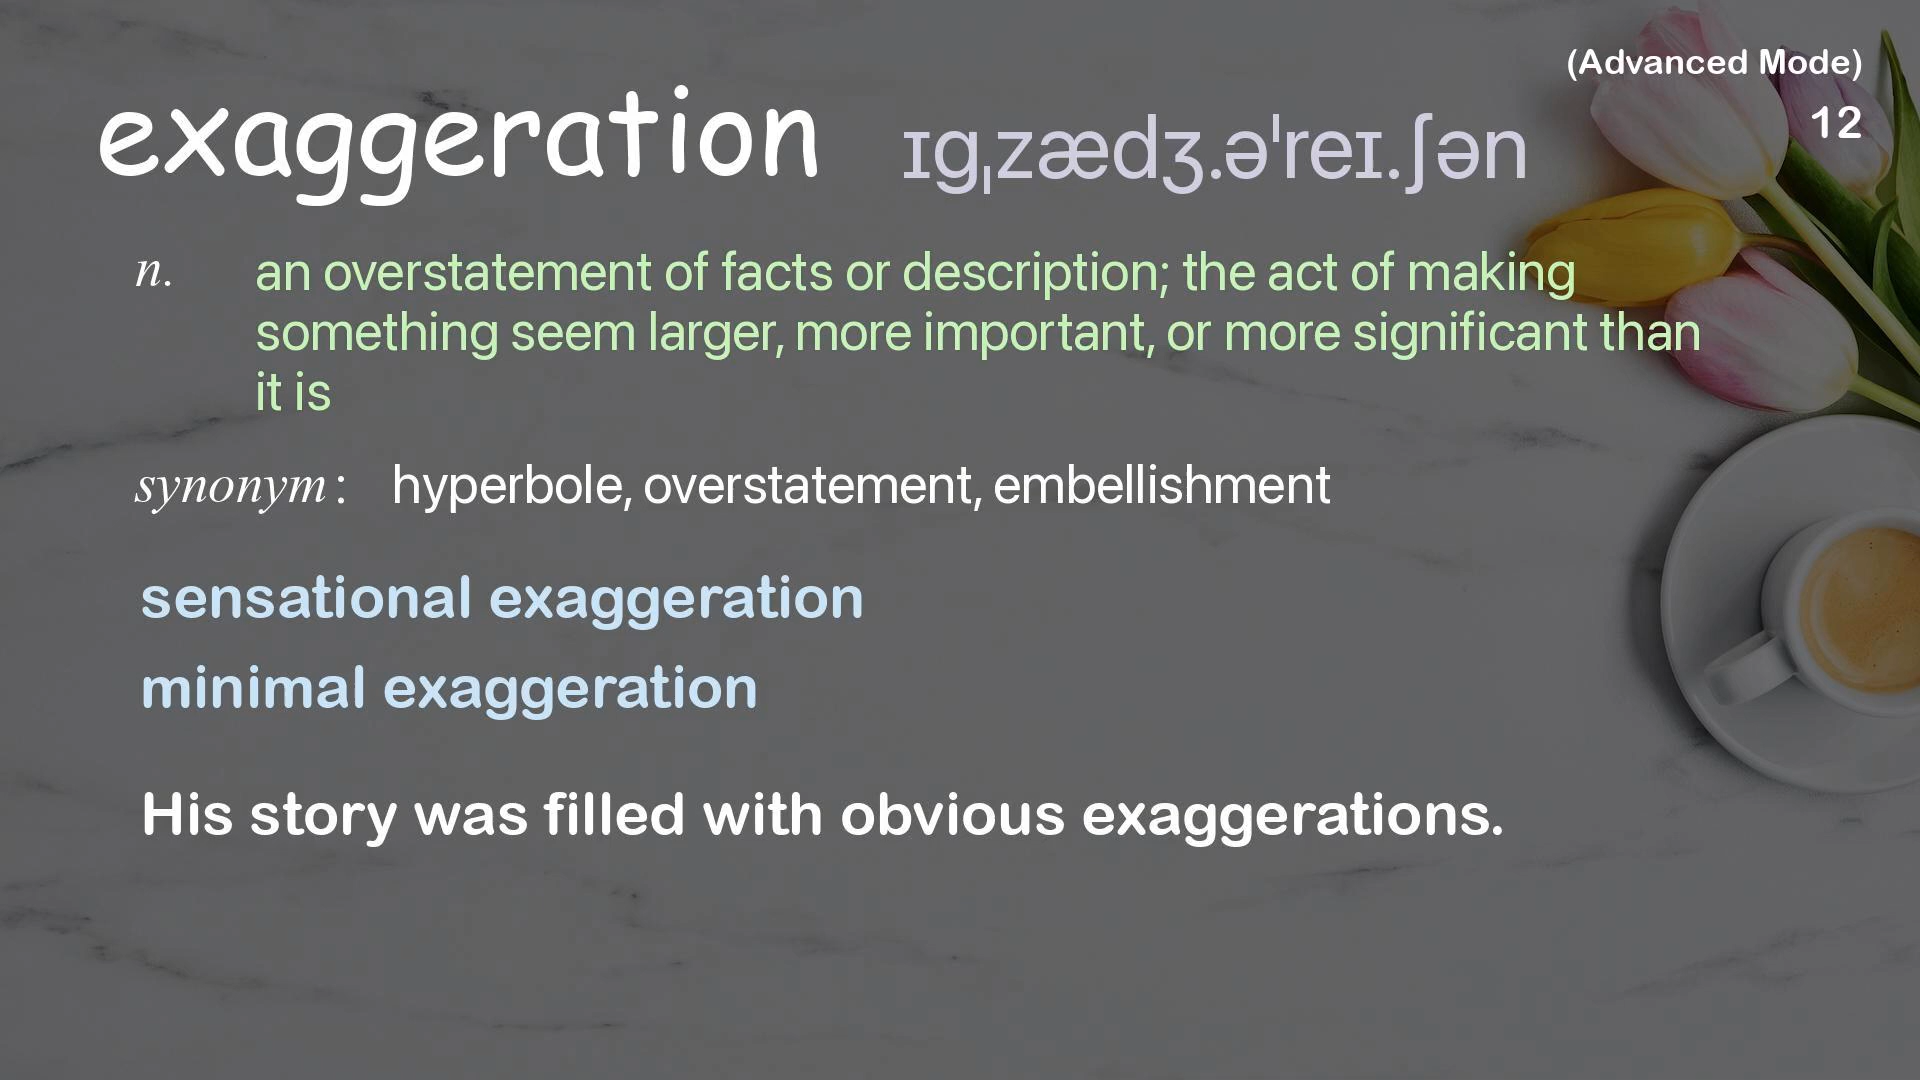 (Advanced Mode)
exaggeration ɪgˌzædʒ.əˈreɪ.ʃən
12
n. an overstatement of facts or description; the act of making
something seem larger, more important, or more significant than
it is
synonym: hyperbole, overstatement, embellishment
sensational exaggeration
minimal exaggeration
His story was filled with obvious exaggerations.